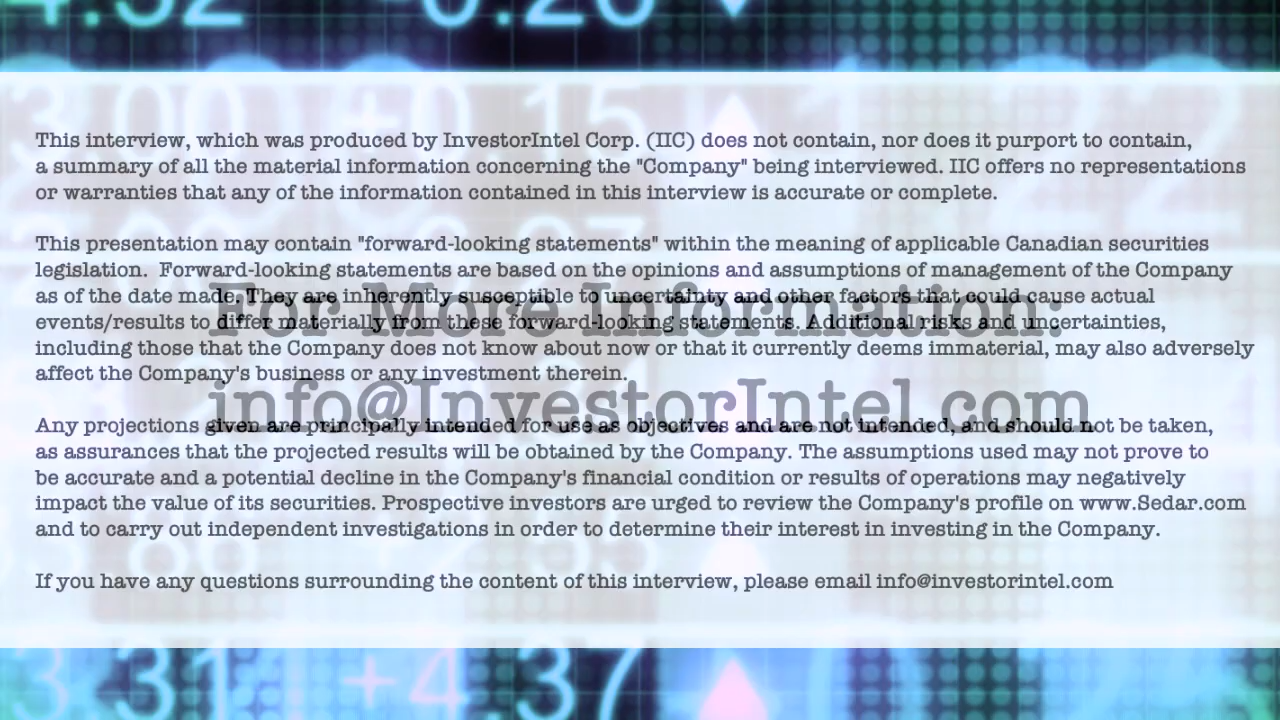 4.52 -0.26
3.00 +0.15 122
This interview, which was produced by InvestorIntel Corp. (IIC) does not contain, nor does it purport to contain,
a summary of all the material information concerning the "Company" being interviewed. IIC offers no representations
or warranties that any of the information contained in this interview is accurate or complete.
This presentation may contain "forward-looking statements" within the meaning of applicable Canadian securities
legislation.  Forward-looking statements are based on the opinions and assumptions of management of the Company
as of the date made. They are inherently susceptible to uncertainty and other factors that could cause actual
events/results to differ materially from these forward-looking statements. Additional risks and uncertainties,
including those that the Company does not know about now or that it currently deems immaterial, may also adversely
affect the Company's business or any investment therein.
For More Information:
info@InvestorIntel.com
Any projections given are principally intended for use as objectives and are not intended, and should not be taken,
as assurances that the projected results will be obtained by the Company. The assumptions used may not prove to
be accurate and a potential decline in the Company's financial condition or results of operations may negatively
impact the value of its securities. Prospective investors are urged to review the Company's profile on www.Sedar.com
and to carry out independent investigations in order to determine their interest in investing in the Company.
If you have any questions surrounding the content of this interview, please email info@investorintel.com
3.31 +4.37